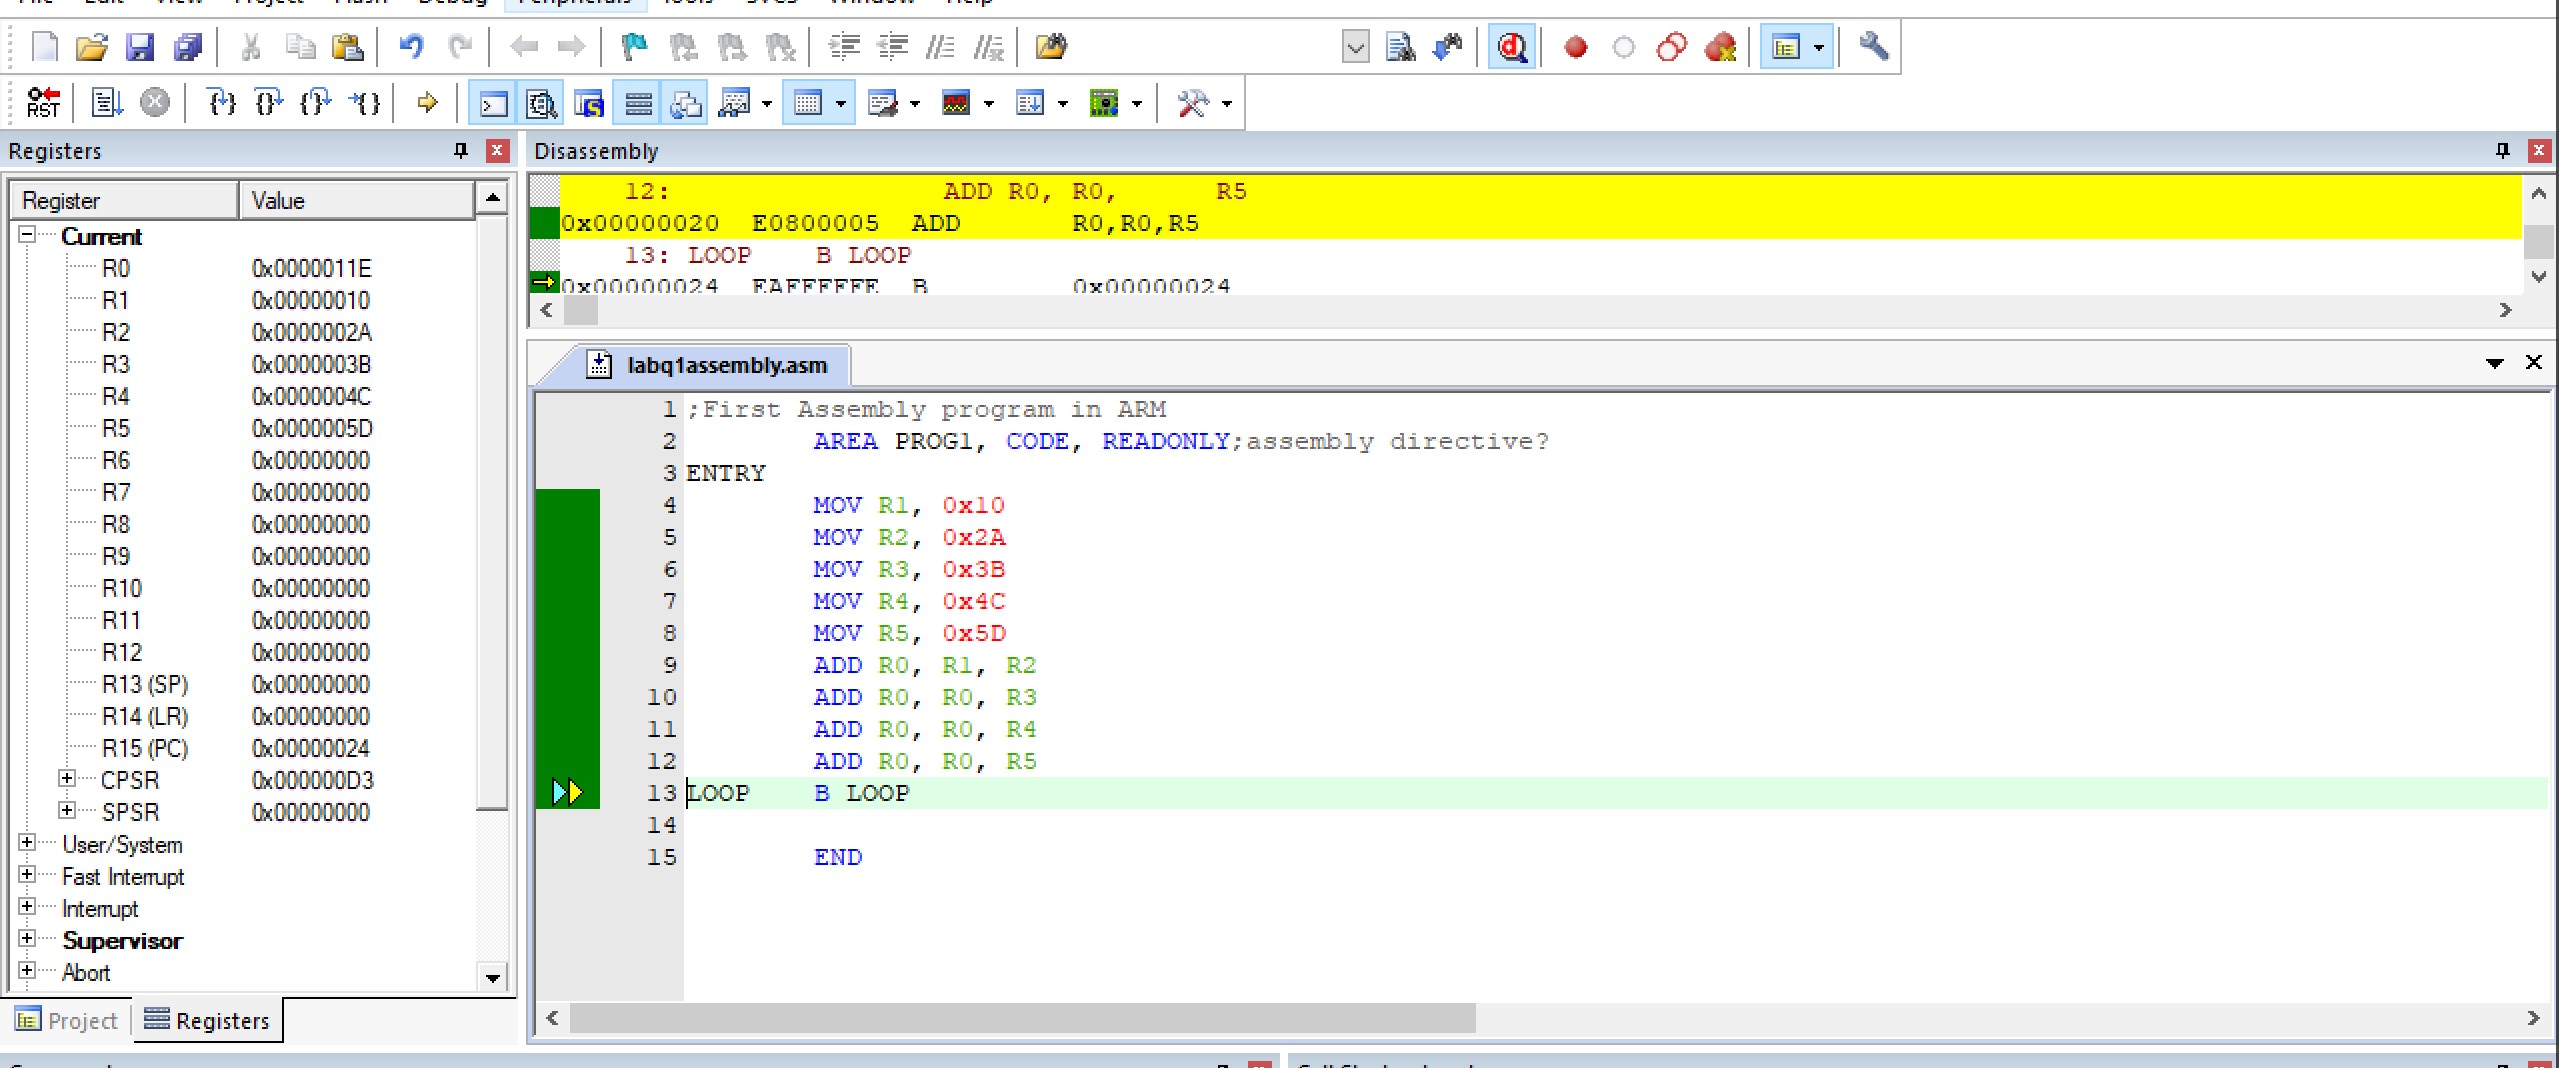 RST
Registers
Register Value
Current
R0 0x0000011E
R1 0x00000010
R2 0x0000002A
R3 0x0000003B
R4 0x0000004C
R5 0x0000005D
R6 0x00000000
R7 0x00000000
R8 0x00000000
R9 0x00000000
R10 0x00000000
R11 0x00000000
R12 0x00000000
R13 (SP) 0x00000000
R14 (LR) 0x00000000
R15 (PC) 0x00000024
CPSR 0x000000D3
SPSR 0x00000000
User/System
Fast Interrupt
Interrupt
Supervisor
Abort
Project Registers
Disassembly
12: ADD R0, R0, R5
0x00000020 E0800005 ADD R0,R0,R5
13: LOOP B LOOP
0x00000024 EAFFFFFE B 0x00000024
labq1assembly.asm
1 ;First Assembly program in ARM
2 AREA PROG1, CODE, READONLY;assembly directive?
3 ENTRY
4 MOV R1, 0x10
5 MOV R2, 0x2A
6 MOV R3, 0x3B
7 MOV R4, 0x4C
8 MOV R5, 0x5D
9 ADD R0, R1, R2
10 ADD R0, R0, R3
11 ADD R0, R0, R4
12 ADD R0, R0, R5
13 LOOP B LOOP
14
15 END